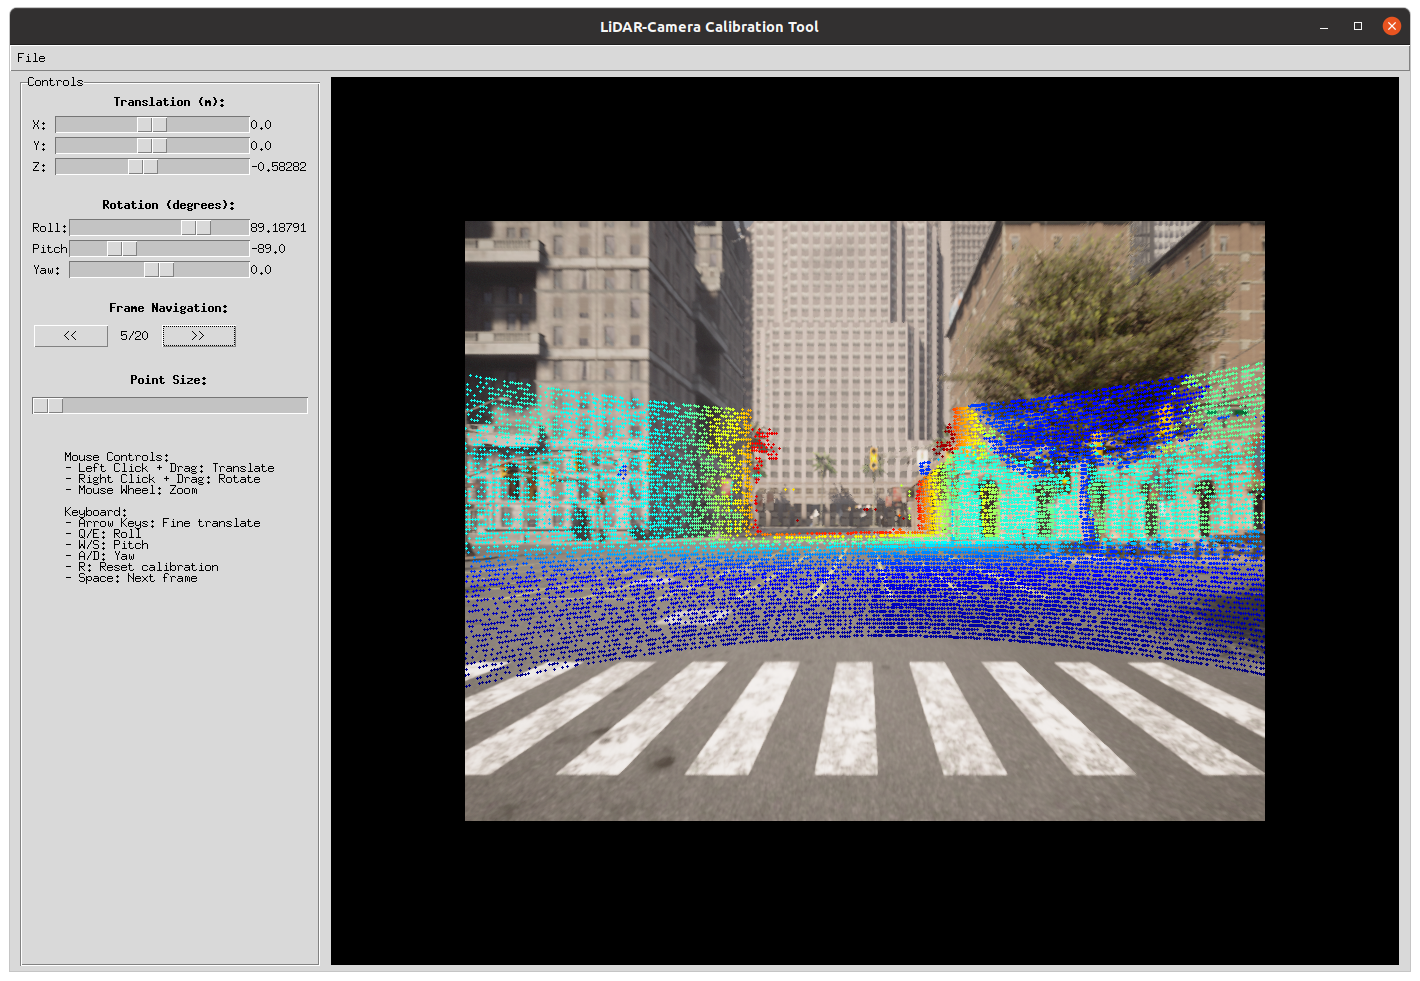 LiDAR-Camera Calibration Tool
File
Controls
Translation (m):
X: 0.0
Y: 0.0
Z: -0.58282
Rotation (degrees):
Roll: 89.18791
Pitch -89.0
Yaw: 0.0
Frame Navigation:
<< 5/20 >>
Point Size:
Mouse Controls:
- Left Click + Drag: Translate
- Right Click + Drag: Rotate
- Mouse Wheel: Zoom
Keyboard:
- Arrow Keys: Fine translate
- Q/E: Roll
- W/S: Pitch
- A/D: Yaw
- R: Reset calibration
- Space: Next frame